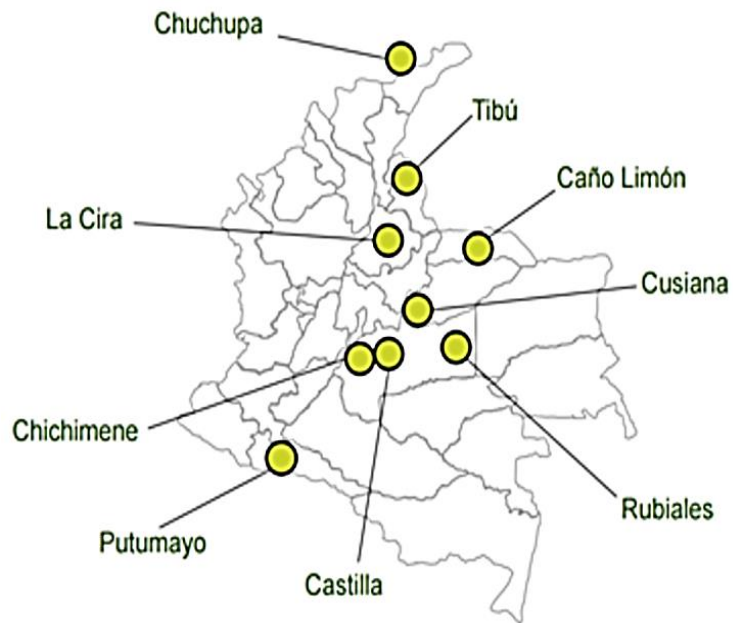 Chuchupa
Tibú
Caño Limón
La Cira
Cusiana
Chichimene
Rubiales
Putumayo
Castilla